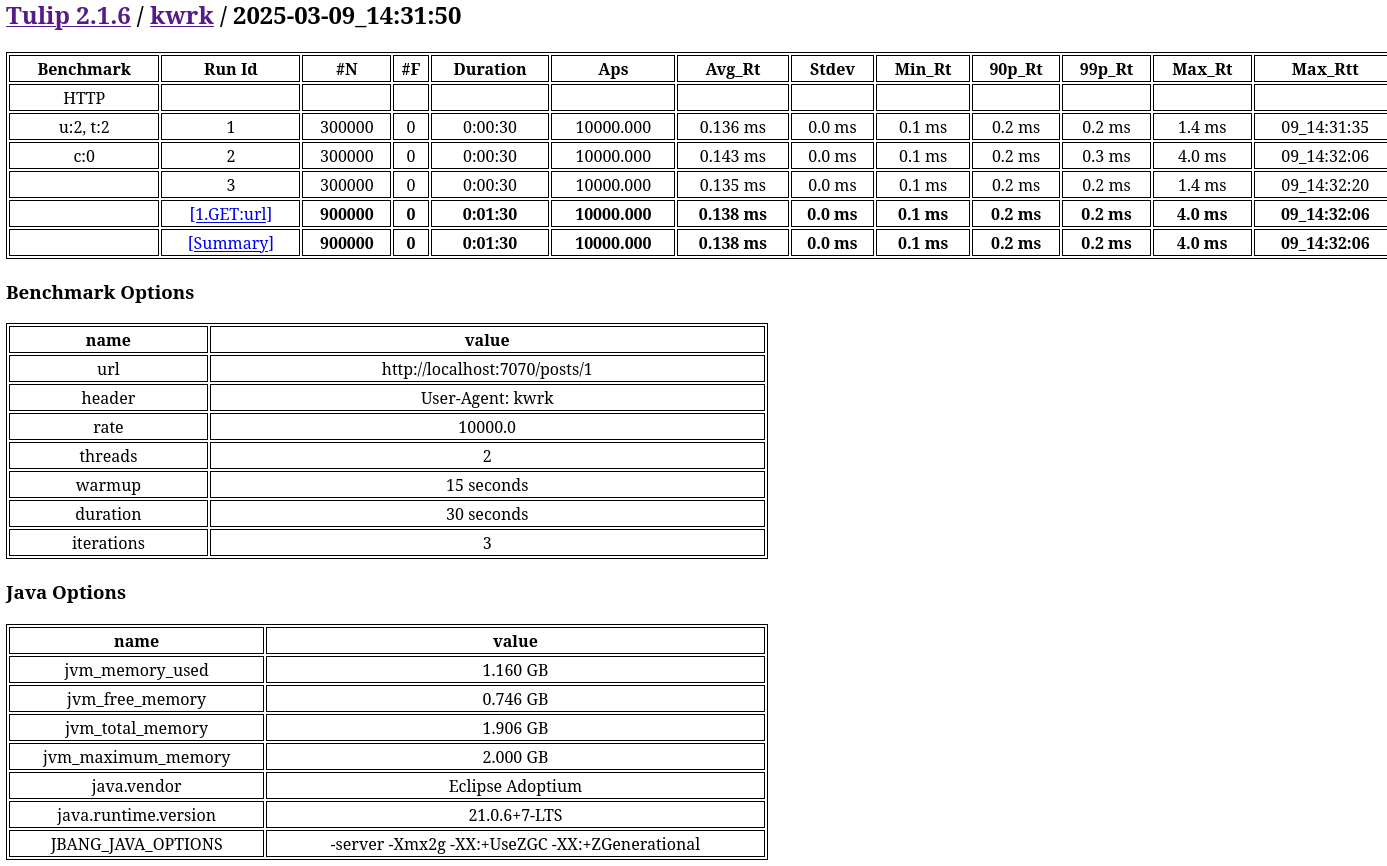 Tulip 2.1.6 / kwrk / 2025-03-09_14:31:50
Benchmark Run Id #N #F Duration Aps Avg_Rt Stdev Min_Rt 90p_Rt 99p_Rt Max_Rt Max_Rtt
HTTP
u:2, t:2 1 300000 0 0:00:30 10000.000 0.136 ms 0.0 ms 0.1 ms 0.2 ms 0.2 ms 1.4 ms 09_14:31:35
c:0 2 300000 0 0:00:30 10000.000 0.143 ms 0.0 ms 0.1 ms 0.2 ms 0.3 ms 4.0 ms 09_14:32:06
3 300000 0 0:00:30 10000.000 0.135 ms 0.0 ms 0.1 ms 0.2 ms 0.2 ms 1.4 ms 09_14:32:20
[1.GET:url] 900000 0 0:01:30 10000.000 0.138 ms 0.0 ms 0.1 ms 0.2 ms 0.2 ms 4.0 ms 09_14:32:06
[Summary] 900000 0 0:01:30 10000.000 0.138 ms 0.0 ms 0.1 ms 0.2 ms 0.2 ms 4.0 ms 09_14:32:06
Benchmark Options
name value
url http://localhost:7070/posts/1
header User-Agent: kwrk
rate 10000.0
threads 2
warmup 15 seconds
duration 30 seconds
iterations 3
Java Options
name value
jvm_memory_used 1.160 GB
jvm_free_memory 0.746 GB
jvm_total_memory 1.906 GB
jvm_maximum_memory 2.000 GB
java.vendor Eclipse Adoptium
java.runtime.version 21.0.6+7-LTS
JBANG_JAVA_OPTIONS -server -Xmx2g -XX:+UseZGC -XX:+ZGenerational